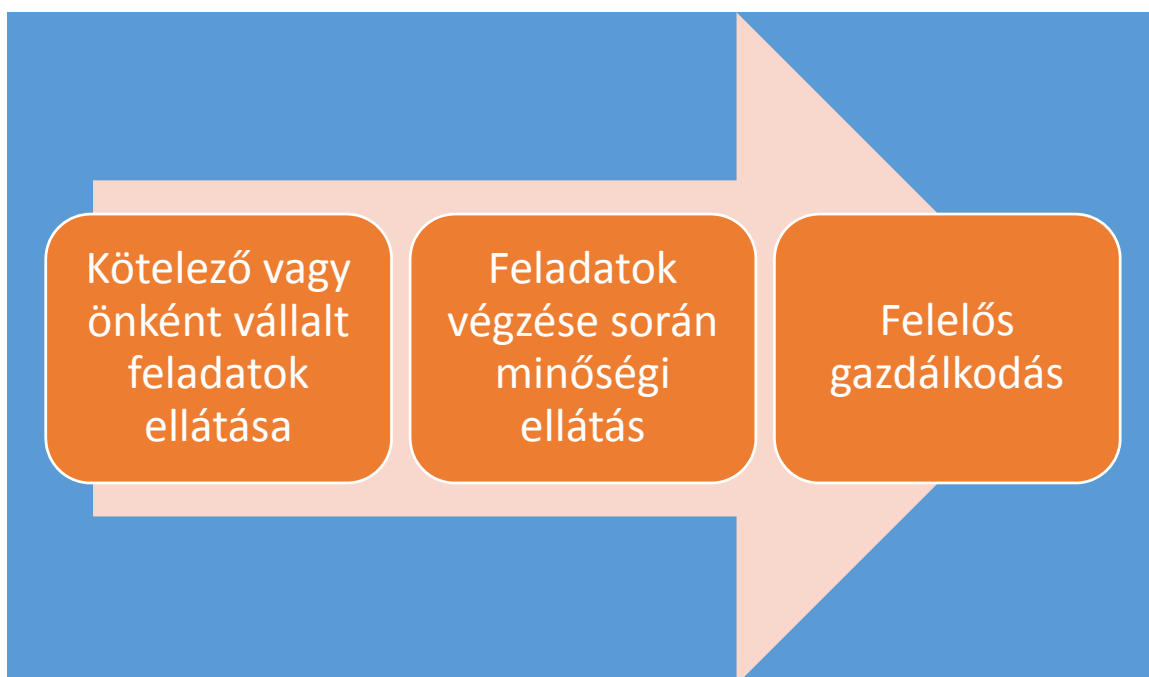 Kötelező vagy
önként vállalt
feladatok
ellátása
Feladatok
végzése során
minőségi
ellátás
Felelős
gazdálkodás